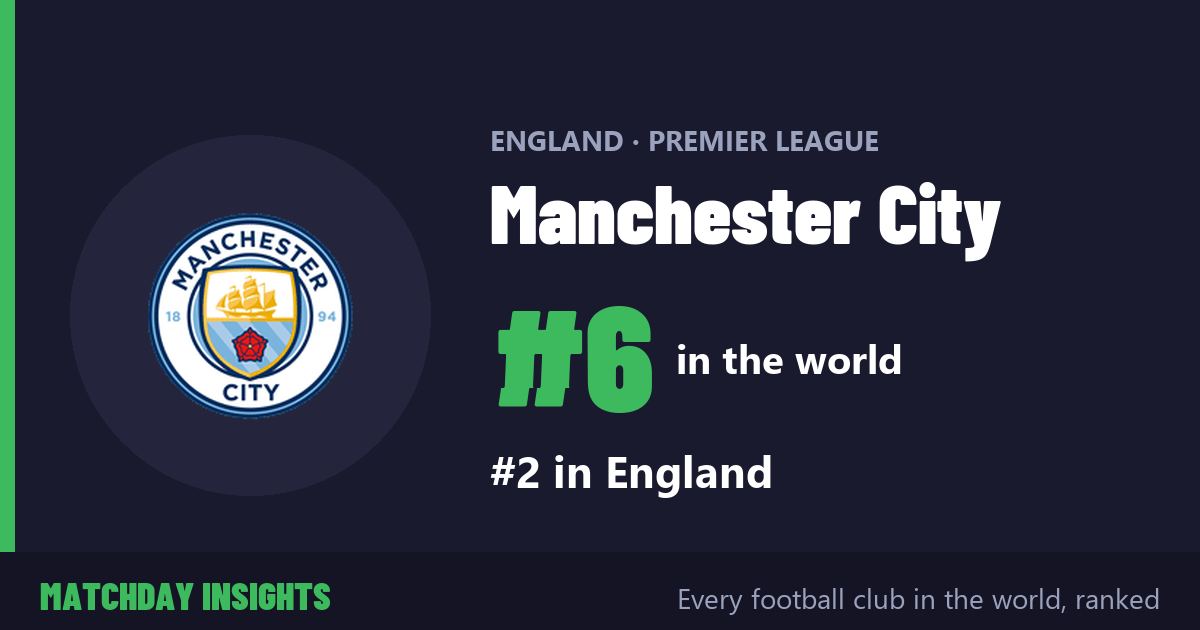 ENGLAND · PREMIER LEAGUE
Manchester City
MANCHESTER
18 94
CITY
#6 in the world
#2 in England
MATCHDAY INSIGHTS
Every football club in the world, ranked